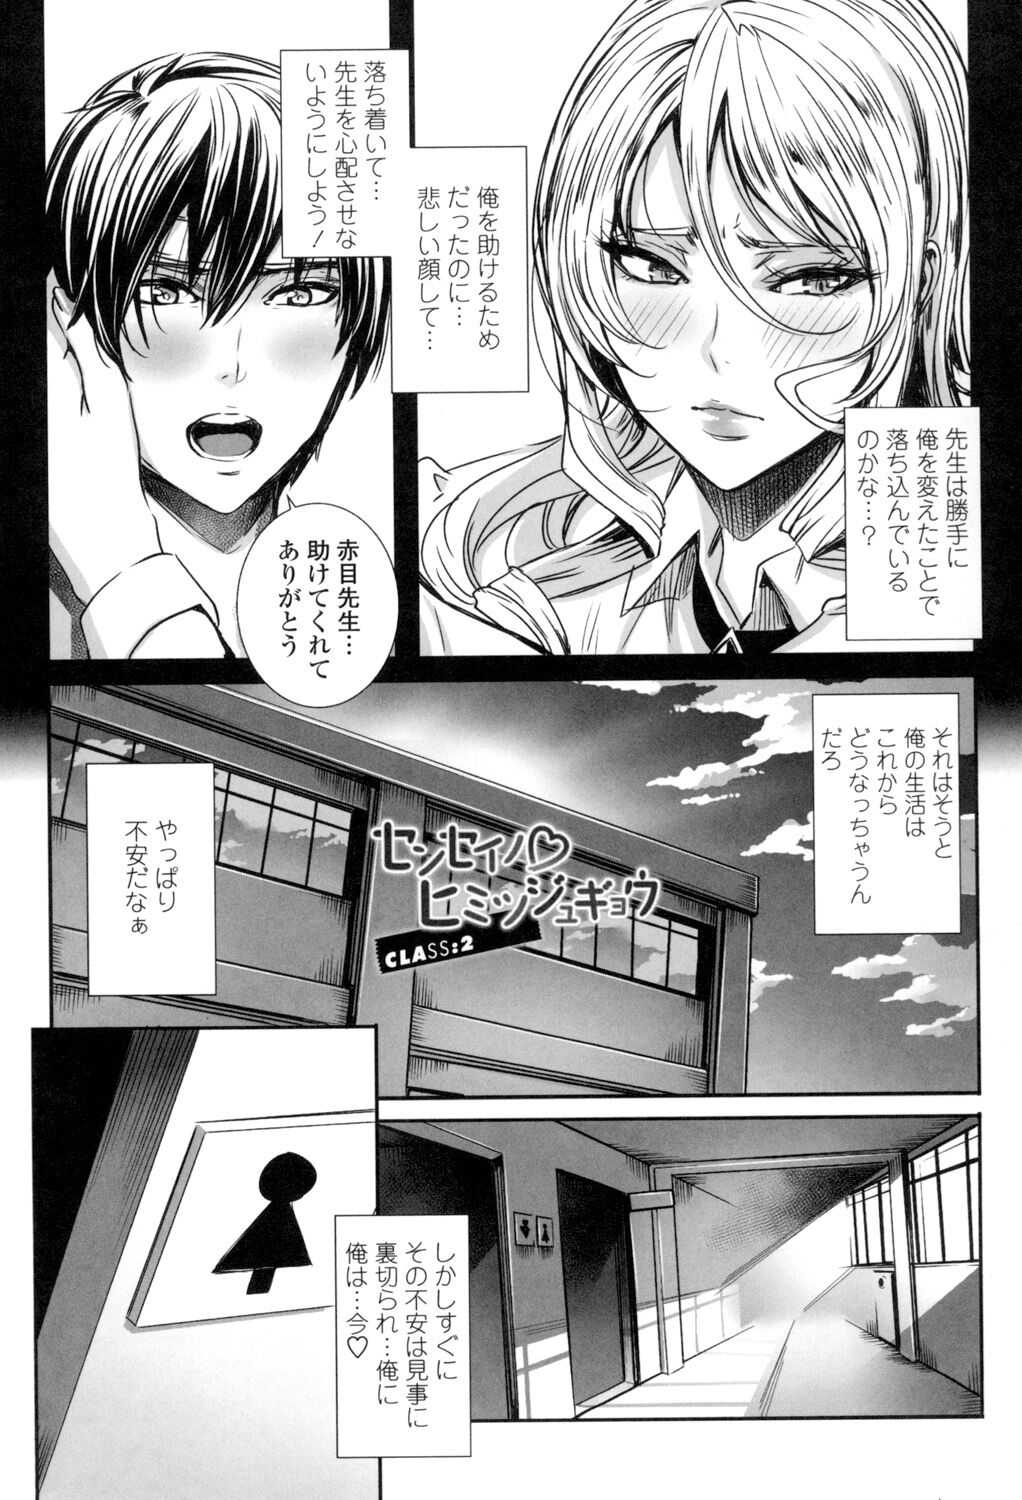 先生は勝手に
俺を変えたことで
落ち込んでいる
のかな…?
俺を助けるため
だったのに…
悲しい顔して…
落ち着いて…
先生を心配させな
いようにしよう!
赤目先生…
助けてくれて
ありがとう
それはそうと
俺の生活は
これから
どうなっちゃうん
だろ
センセイノ♡
ヒミツジュギョウ
CLASS:2
やっぱり
不安だなぁ
しかしすぐに
その不安は見事に
裏切られ…俺に
俺は…今♡